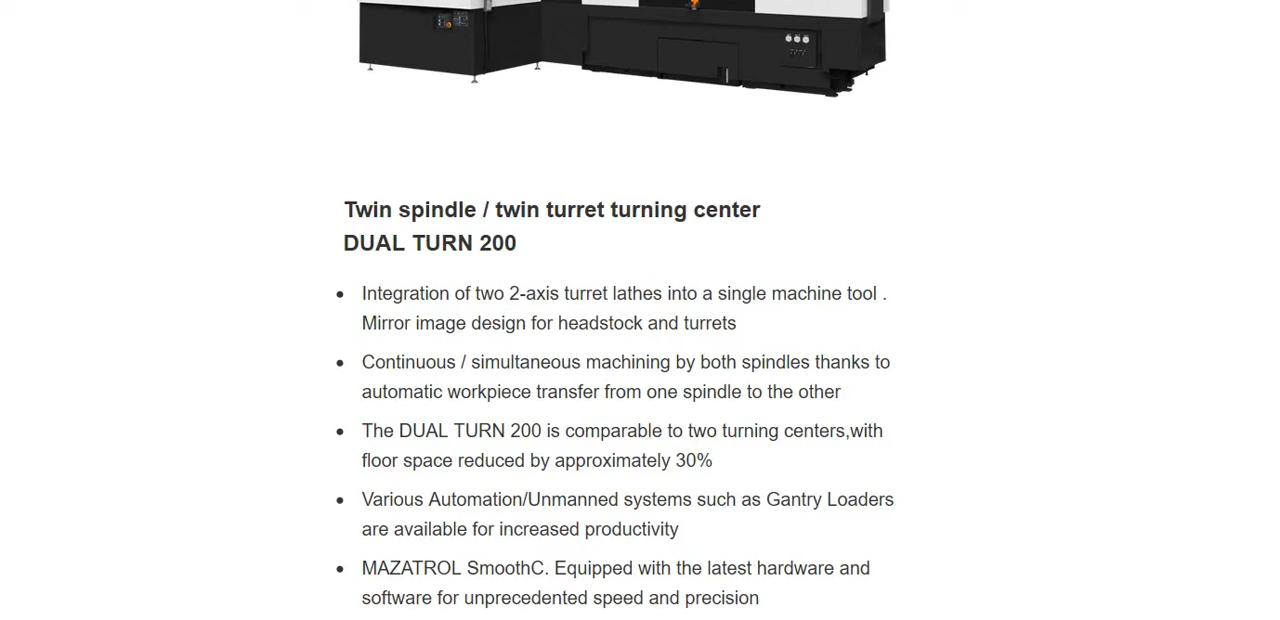 Twin spindle / twin turret turning center
DUAL TURN 200
• Integration of two 2-axis turret lathes into a single machine tool .
Mirror image design for headstock and turrets
• Continuous / simultaneous machining by both spindles thanks to
automatic workpiece transfer from one spindle to the other
• The DUAL TURN 200 is comparable to two turning centers,with
floor space reduced by approximately 30%
• Various Automation/Unmanned systems such as Gantry Loaders
are available for increased productivity
• MAZATROL SmoothC. Equipped with the latest hardware and
software for unprecedented speed and precision